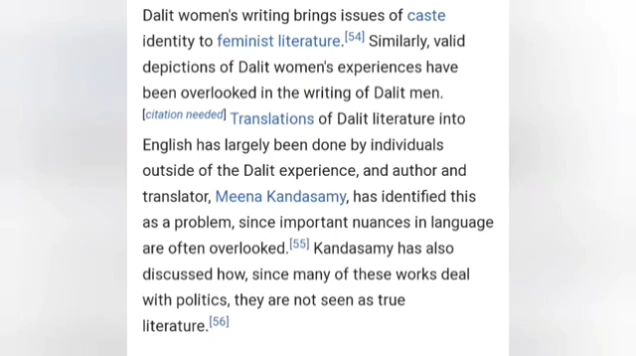 Dalit women's writing brings issues of caste
identity to feminist literature.[54] Similarly, valid
depictions of Dalit women's experiences have
been overlooked in the writing of Dalit men.
[citation needed] Translations of Dalit literature into
English has largely been done by individuals
outside of the Dalit experience, and author and
translator, Meena Kandasamy, has identified this
as a problem, since important nuances in language
are often overlooked.[55] Kandasamy has also
discussed how, since many of these works deal
with politics, they are not seen as true
literature.[56]